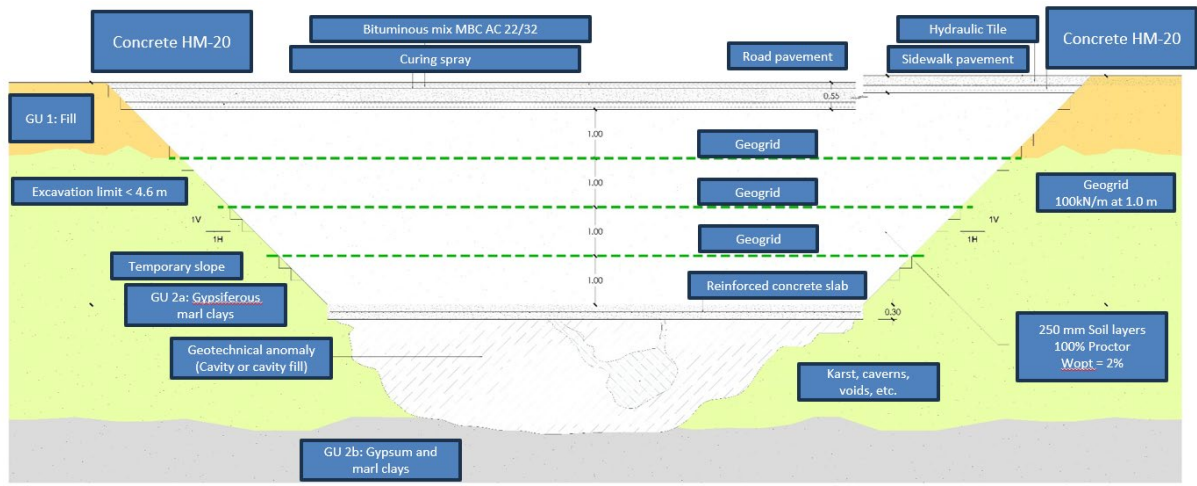 Concrete HM-20
Bituminous mix MBC AC 22/32
Curing spray
Road pavement
Hydraulic Tile
Sidewalk pavement
Concrete HM-20
0.55
GU 1: Fill
1.00
Geogrid
Excavation limit < 4.6 m
1.00
Geogrid
Geogrid
100kN/m at 1.0 m
1V
1H
1V
1H
1.00
Geogrid
Temporary slope
1.00
Reinforced concrete slab
GU 2a: Gypsiferous
marl clays
0.30
Geotechnical anomaly
(Cavity or cavity fill)
250 mm Soil layers
100% Proctor
Wopt = 2%
Karst, caverns,
voids, etc.
GU 2b: Gypsum and
marl clays